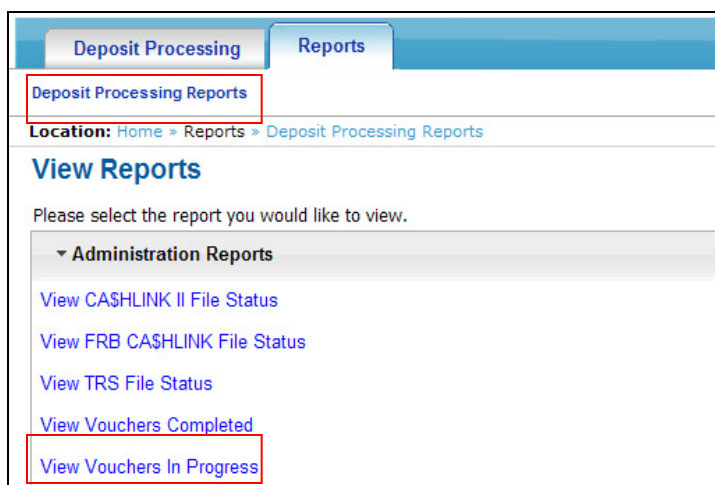 Deposit Processing Reports
Deposit Processing Reports
Location: Home » Reports » Deposit Processing Reports
View Reports
Please select the report you would like to view.
Administration Reports
View CA$HLINK II File Status
View FRB CA$HLINK File Status
View TRS File Status
View Vouchers Completed
View Vouchers In Progress